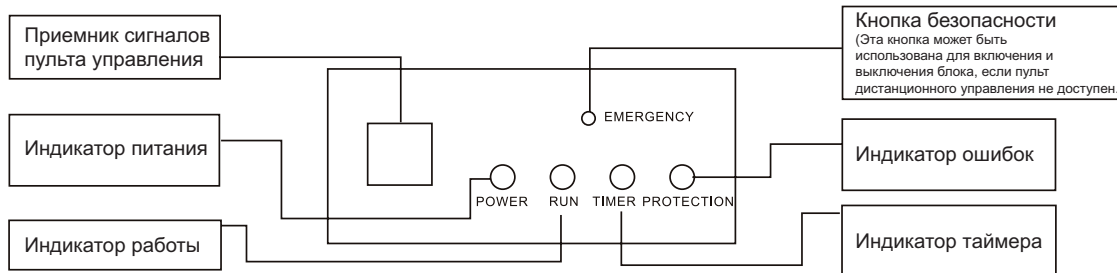 Приемник сигналов
пульта управления
Кнопка безопасности
(Эта кнопка может быть
использована для включения и
выключения блока, если пульт
дистанционного управления не доступен.
EMERGENCY
Индикатор питания
Индикатор ошибок
POWER RUN TIMER PROTECTION
Индикатор работы
Индикатор таймера